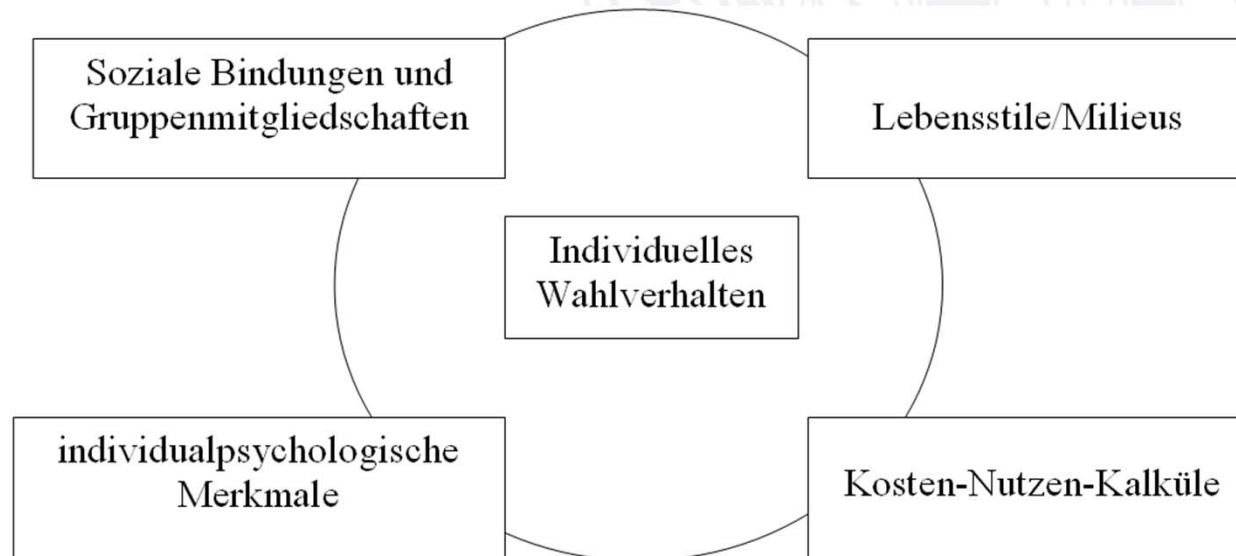 Soziale Bindungen und
Gruppenmitgliedschaften
Lebensstile/Milieus
Individuelles
Wahlverhalten
individualpsychologische
Merkmale
Kosten-Nutzen-Kalküle